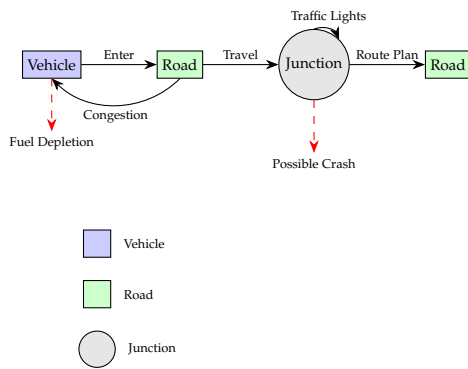 Traffic Lights
Vehicle
Enter
Road
Travel
Junction
Route Plan
Road
Congestion
Fuel Depletion
Possible Crash
Vehicle
Road
Junction